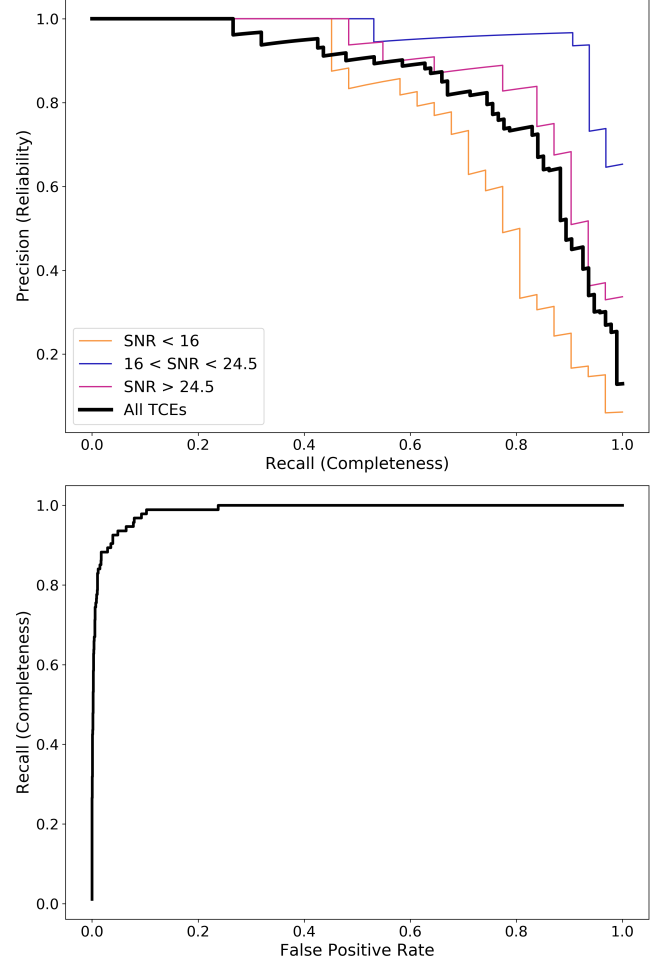 1.0
0.8
0.6
0.4
0.2
Precision (Reliability)
SNR < 16
16 < SNR < 24.5
SNR > 24.5
All TCEs
0.0 0.2 0.4 0.6 0.8 1.0
Recall (Completeness)
1.0
0.8
0.6
0.4
0.2
0.0
Recall (Completeness)
0.0 0.2 0.4 0.6 0.8 1.0
False Positive Rate